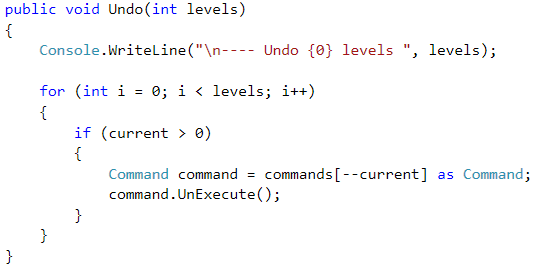 public void Undo(int levels)
{
    Console.WriteLine("\n---- Undo {0} levels ", levels);

    for (int i = 0; i < levels; i++)
    {
        if (current > 0)
        {
            Command command = commands[--current] as Command;
            command.UnExecute();
        }
    }
}